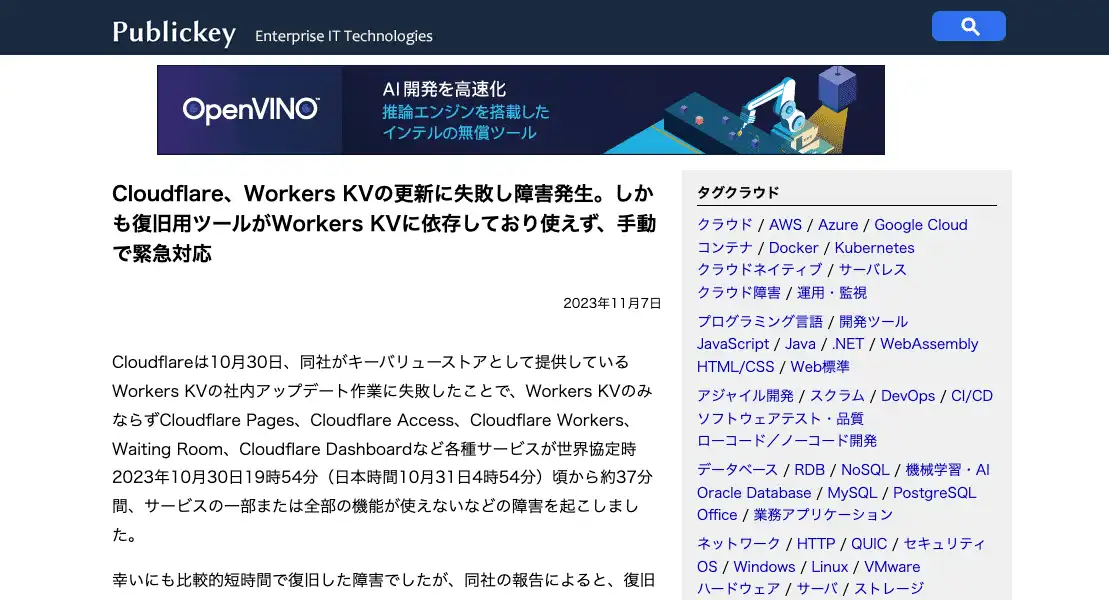 Publickey Enterprise IT Technologies
OpenVINO™
AI開発を高速化
推論エンジンを搭載した
インテルの無償ツール
Cloudflare、Workers KVの更新に失敗し障害発生。しか
も復旧用ツールがWorkers KVに依存しており使えず、手動
で緊急対応
2023年11月7日
Cloudflareは10月30日、同社がキーバリューストアとして提供している
Workers KVの社内アップデート作業に失敗したことで、Workers KVのみ
ならずCloudflare Pages、Cloudflare Access、Cloudflare Workers、
Waiting Room、Cloudflare Dashboardなど各種サービスが世界協定時
2023年10月30日19時54分（日本時間10月31日4時54分）頃から約37分
間、サービスの一部または全部の機能が使えないなどの障害を起こしまし
た。
幸いにも比較的短時間で復旧した障害でしたが、同社の報告によると、復旧
タグクラウド
クラウド / AWS / Azure / Google Cloud
コンテナ / Docker / Kubernetes
クラウドネイティブ / サーバレス
クラウド障害 / 運用・監視
プログラミング言語 / 開発ツール
JavaScript / Java / .NET / WebAssembly
HTML/CSS / Web標準
アジャイル開発 / スクラム / DevOps / CI/CD
ソフトウェアテスト・品質
ローコード／ノーコード開発
データベース / RDB / NoSQL / 機械学習・AI
Oracle Database / MySQL / PostgreSQL
Office / 業務アプリケーション
ネットワーク / HTTP / QUIC / セキュリティ
OS / Windows / Linux / VMware
ハードウェア / サーバ / ストレージ